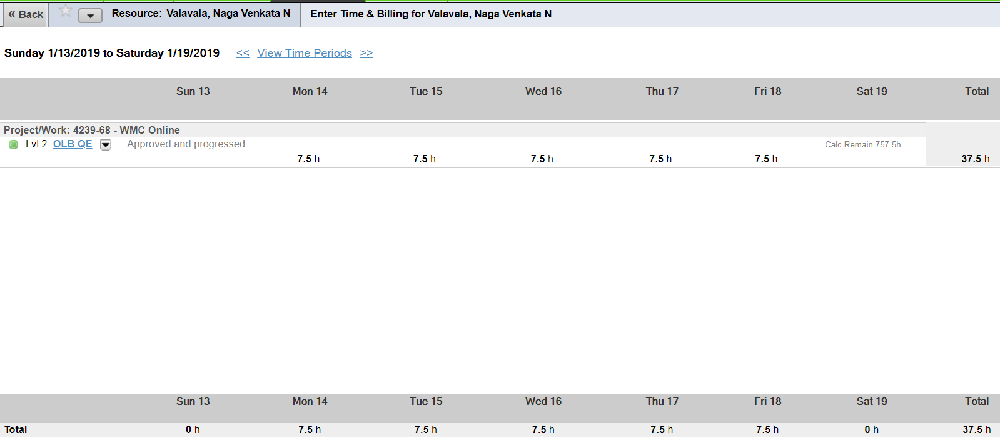 « Back Resource: Valavala, Naga Venkata N Enter Time & Billing for Valavala, Naga Venkata N
Sunday 1/13/2019 to Saturday 1/19/2019 << View Time Periods >>
Sun 13 Mon 14 Tue 15 Wed 16 Thu 17 Fri 18 Sat 19 Total
Project/Work: 4239-68 - WMC Online
Lvl 2: OLB QE Approved and progressed Calc.Remain 757.5h
7.5 h 7.5 h 7.5 h 7.5 h 7.5 h 37.5 h
Sun 13 Mon 14 Tue 15 Wed 16 Thu 17 Fri 18 Sat 19 Total
Total 0 h 7.5 h 7.5 h 7.5 h 7.5 h 7.5 h 0 h 37.5 h